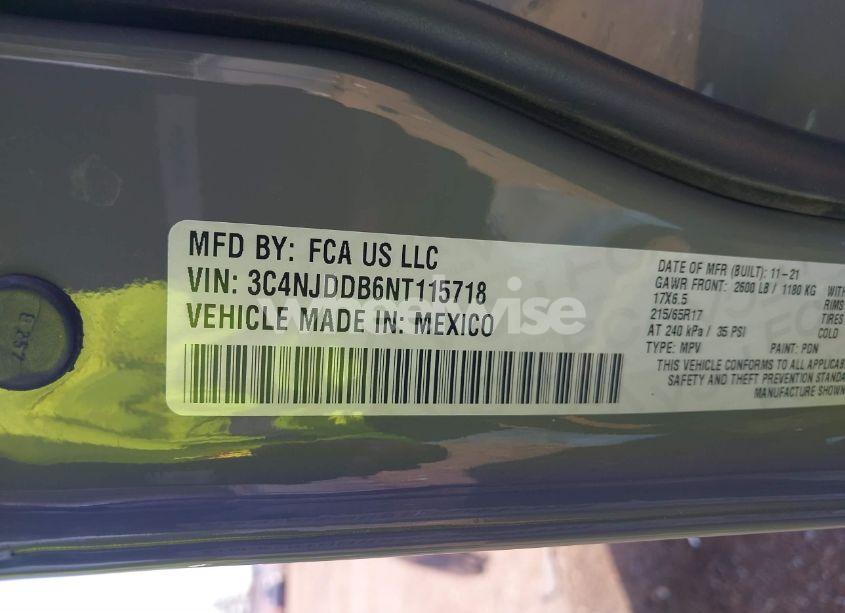 MFD BY: FCA US LLC
VIN: 3C4NJDDB6NT115718
VEHICLE MADE IN: MEXICO
DATE OF MFR (BUILT): 11-21
GAWR FRONT: 2600 LB / 1180 KG WITH
17X6.5 RIMS
215/65R17 TIRES
AT 240 kPa / 35 PSI COLD
TYPE: MPV PAINT: PDN
THIS VEHICLE CONFORMS TO ALL APPLICAB
SAFETY AND THEFT PREVENTION STANDA
MANUFACTURE SHOWN